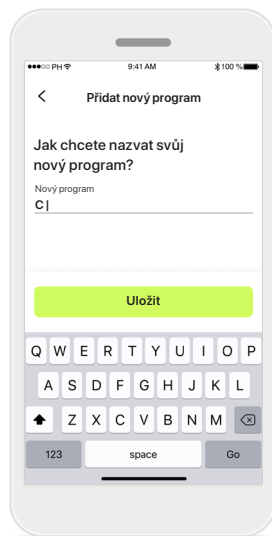 PH 9:41 AM 100 %
Přidat nový program
Jak chcete nazvat svůj
nový program?
Nový program
C
Uložit
Q W E R T Y U I O P
A S D F G H J K L
Z X C V B N M
123 space Go